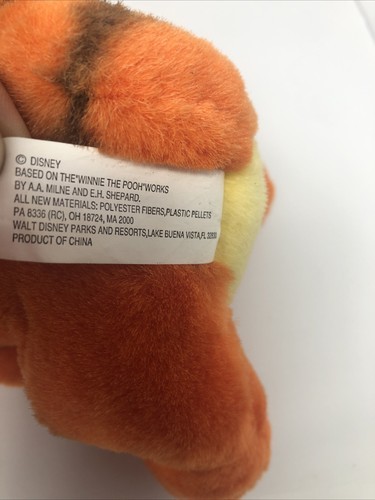 © DISNEY
BASED ON THE"WINNIE THE POOH"WORKS
BY A.A. MILNE AND E.H. SHEPARD.
ALL NEW MATERIALS: POLYESTER FIBERS,PLASTIC PELLETS
PA 8336 (RC), OH 18724, MA 2000
WALT DISNEY PARKS AND RESORTS,LAKE BUENA VISTA,FL
PRODUCT OF CHINA